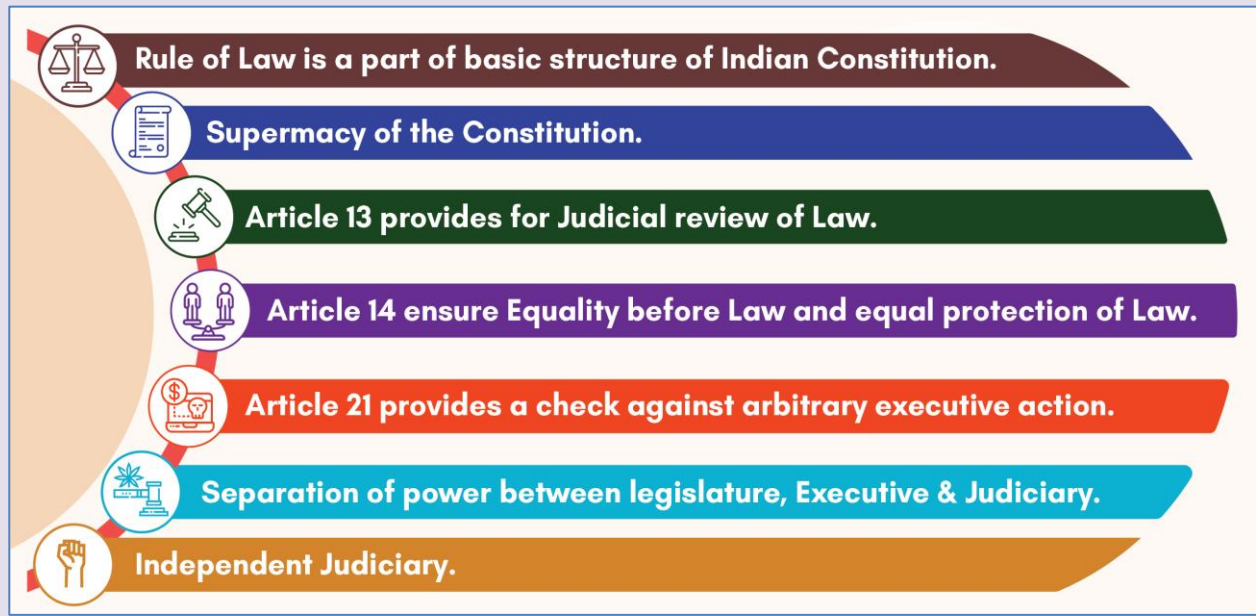 Rule of Law is a part of basic structure of Indian Constitution.
Supermacy of the Constitution.
Article 13 provides for Judicial review of Law.
Article 14 ensure Equality before Law and equal protection of Law.
Article 21 provides a check against arbitrary executive action.
Separation of power between legislature, Executive & Judiciary.
Independent Judiciary.